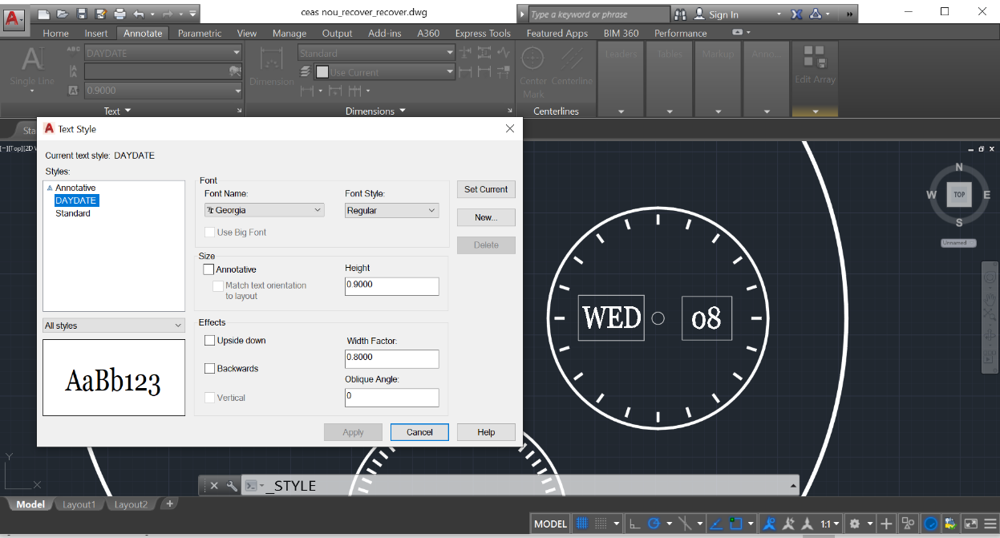 ceas nou_recover_recover.dwg
Type a keyword or phrase
Sign In
Home Insert Annotate Parametric View Manage Output Add-ins A360 Express Tools Featured Apps BIM 360 Performance
A
ABC
DAYDATE
Standard
Use Current
Single Line
0.9000
Dimension
Center Mark
Centerline
Leaders
Tables
Markup
Anno...
Edit Array
Text
Dimensions
Centerlines
Sta
[−][Top][2D W
A Text Style
Current text style: DAYDATE
Styles:
Annotative
DAYDATE
Standard
All styles
AaBb123
Font
Font Name:
Georgia
Font Style:
Regular
Use Big Font
Size
Annotative
Match text orientation
to layout
Height
0.9000
Effects
Upside down
Backwards
Vertical
Width Factor:
0.8000
Oblique Angle:
0
Set Current
New...
Delete
Apply
Cancel
Help
WED
08
N
W
TOP
E
S
Unnamed
Y
X
_STYLE
Model
Layout1
Layout2
+
MODEL
1:1